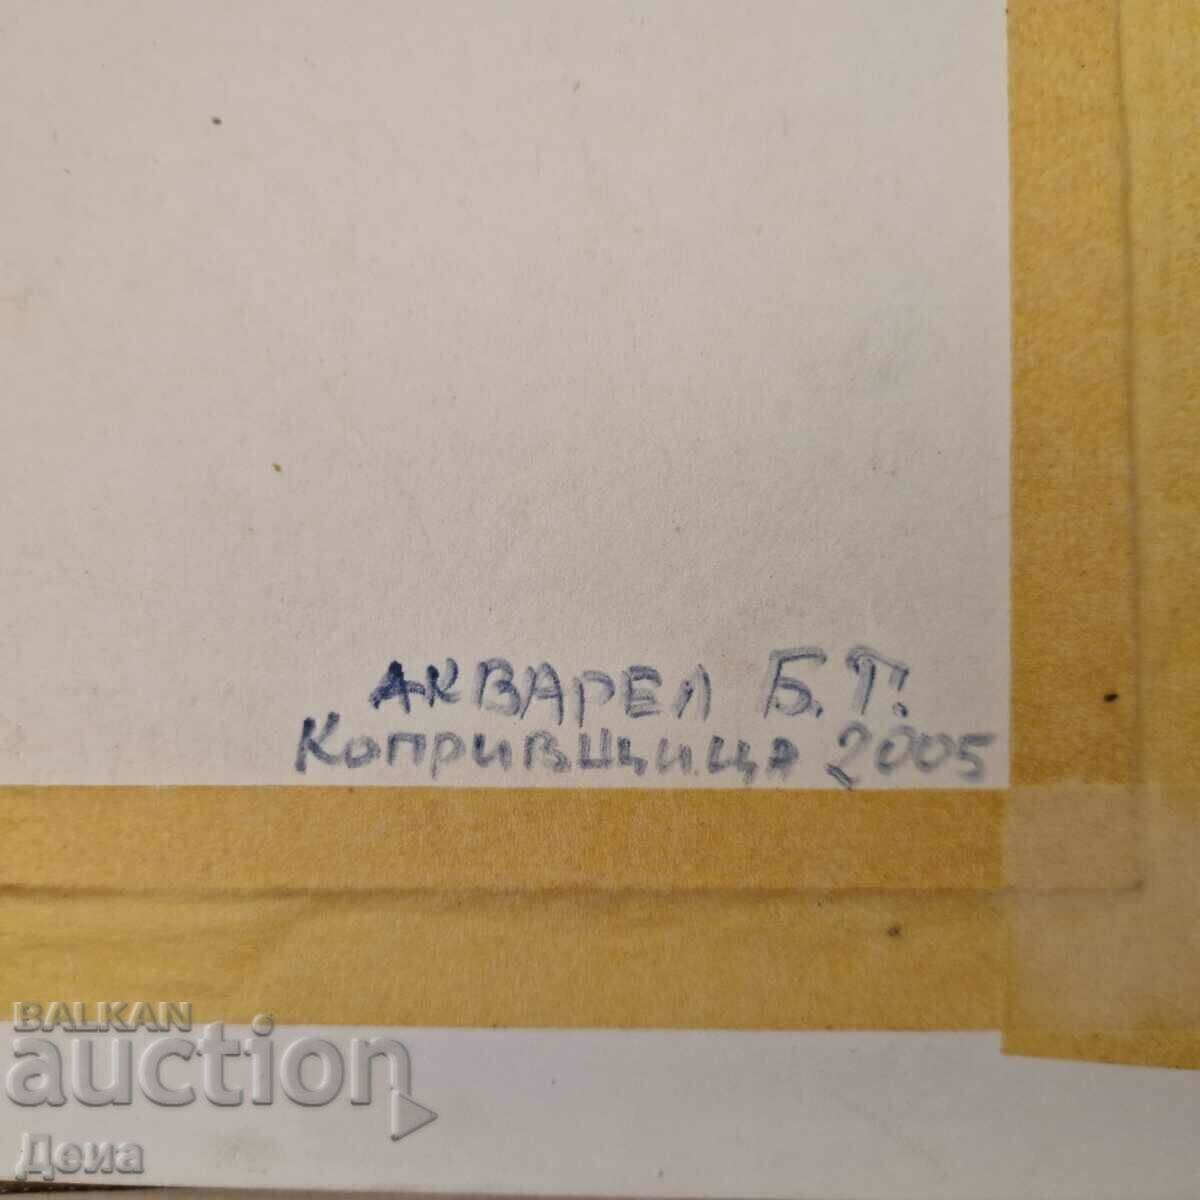 АКВАРЕЛ Б.Т.
Копривщица 2005
BALKAN
auction
Деиа